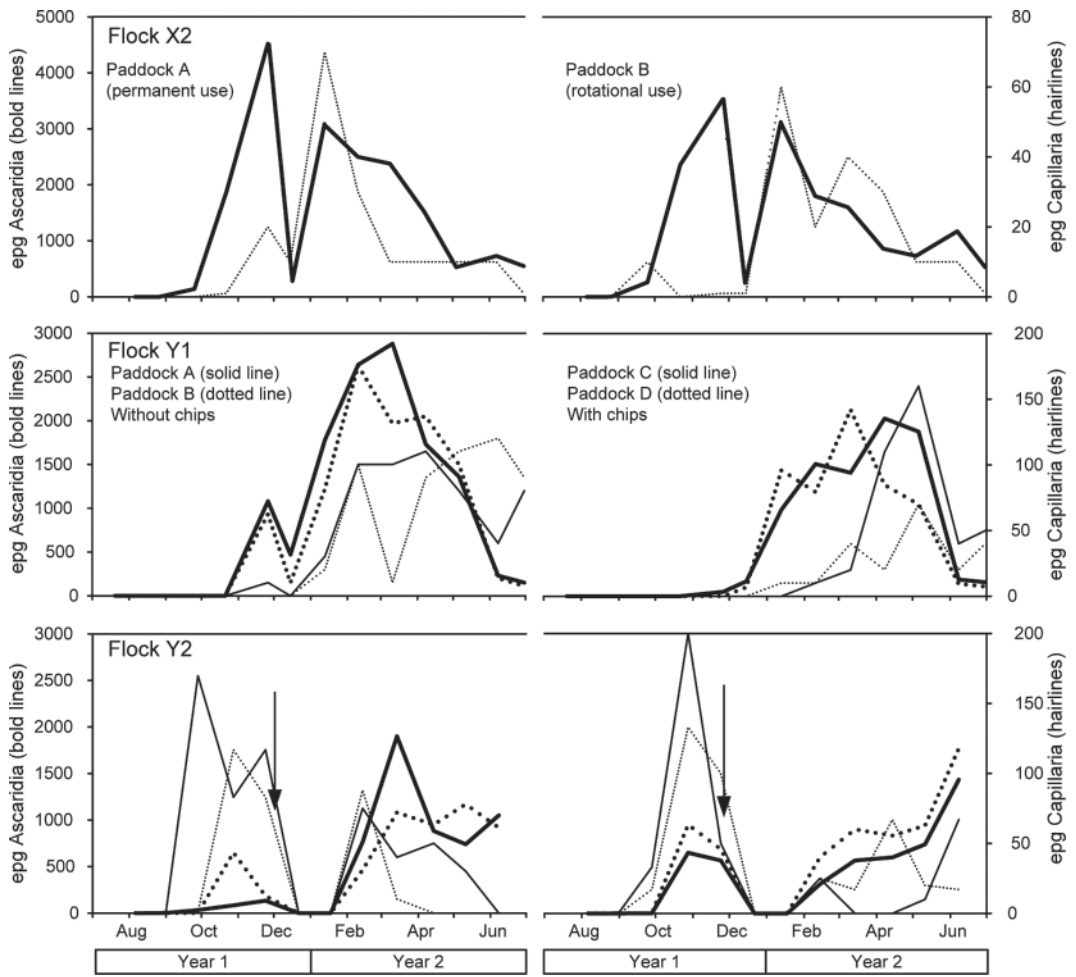 Flock X2
Paddock A
(permanent use)
Paddock B
(rotational use)
epg Ascaridia (bold lines)
5000
4000
3000
2000
1000
0
80
60
40
20
0
epg Capillaria (hairlines)
Flock Y1
Paddock A (solid line)
Paddock B (dotted line)
Without chips
Paddock C (solid line)
Paddock D (dotted line)
With chips
epg Ascaridia (bold lines)
3000
2500
2000
1500
1000
500
0
200
150
100
50
0
epg Capillaria (hairlines)
Flock Y2
epg Ascaridia (bold lines)
3000
2500
2000
1500
1000
500
0
200
150
100
50
0
epg Capillaria (hairlines)
Aug Oct Dec Feb Apr Jun Aug Oct Dec Feb Apr Jun
Year 1 Year 2 Year 1 Year 2